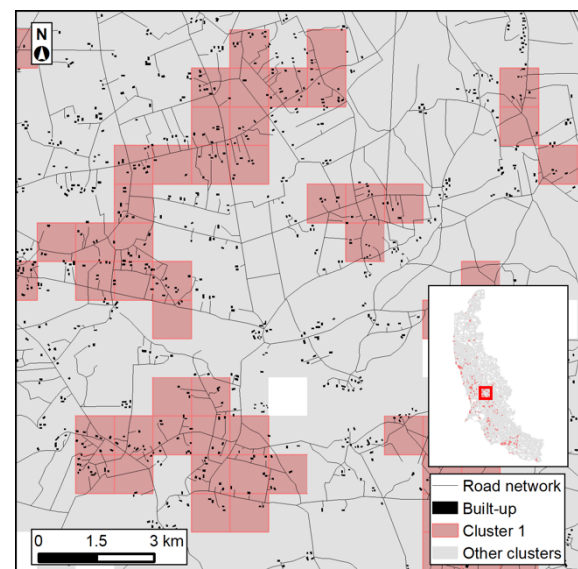 N
Road network
Built-up
Cluster 1
Other clusters
0 1.5 3 km